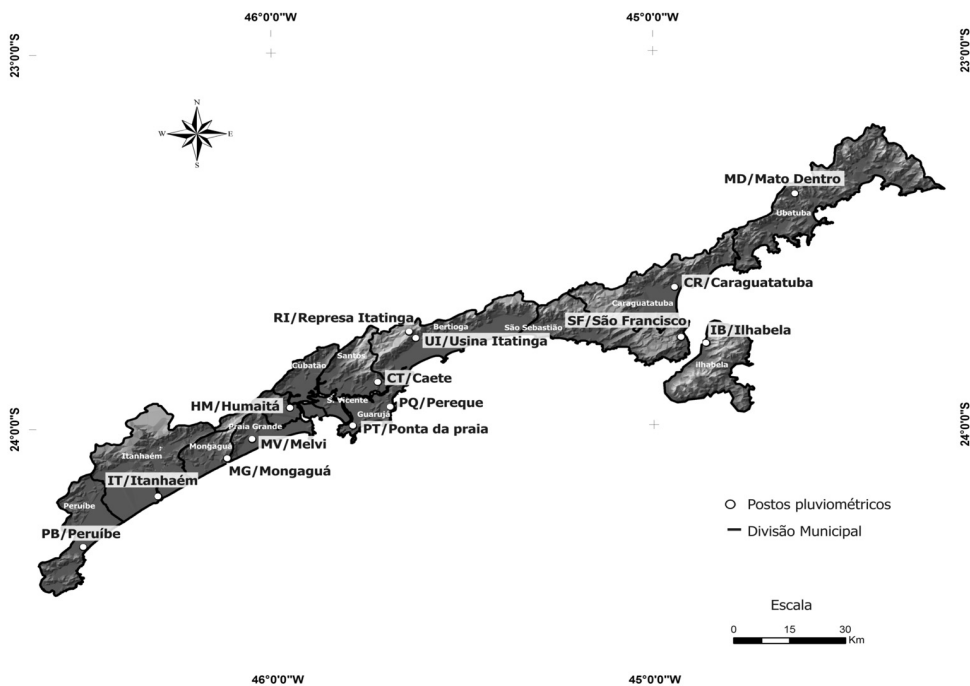 46°0'0"W 45°0'0"W
23°0'0"S 23°0'0"S
N
W E
S
MD/Mato Dentro
Ubatuba
CR/Caraguatatuba
Caraguatatuba
RI/Represa Itatinga
Bertioga
São Sebastião
SF/São Francisco
IB/Ilhabela
UI/Usina Itatinga
Santos
Cubatão
ilhabela
CT/Caete
S. Vicente
HM/Humaitá
PQ/Pereque
Guarujá
Praia Grande
PT/Ponta da praia
24°0'0"S 24°0'0"S
MV/Melvi
Mongaguá
Itanhaém
MG/Mongaguá
IT/Itanhaém
Peruíbe
PB/Peruíbe
Postos pluviométricos
Divisão Municipal
Escala
0 15 30
Km
46°0'0"W 45°0'0"W